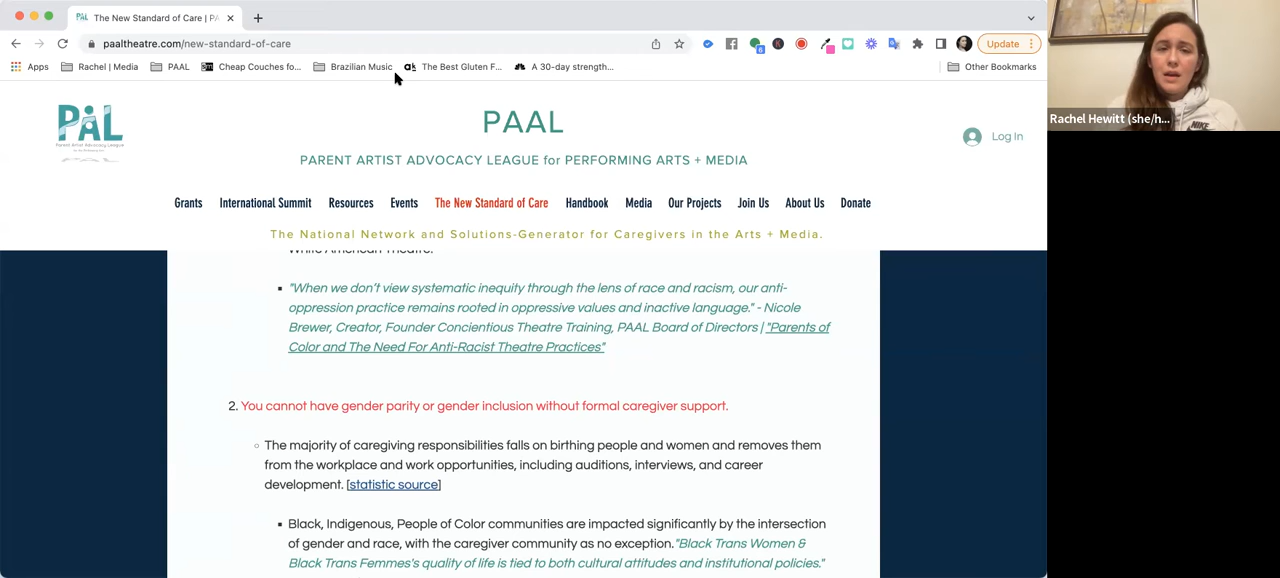 The New Standard of Care | PA
paaltheatre.com/new-standard-of-care
Update
Apps
Rachel | Media
PAAL
Cheap Couches fo...
Brazilian Music
The Best Gluten F...
A 30-day strength...
Other Bookmarks
Rachel Hewitt (she/h...
NIKE
PAAL
Parent Artist Advocacy League
PAAL
Log In
PARENT ARTIST ADVOCACY LEAGUE for PERFORMING ARTS + MEDIA
Grants International Summit Resources Events The New Standard of Care Handbook Media Our Projects Join Us About Us Donate
The National Network and Solutions-Generator for Caregivers in the Arts + Media.
White American Theatre.
▪ "When we don't view systematic inequity through the lens of race and racism, our anti-
oppression practice remains rooted in oppressive values and inactive language." - Nicole
Brewer, Creator, Founder Concientious Theatre Training, PAAL Board of Directors | "Parents of
Color and The Need For Anti-Racist Theatre Practices"
2. You cannot have gender parity or gender inclusion without formal caregiver support.
○ The majority of caregiving responsibilities falls on birthing people and women and removes them
from the workplace and work opportunities, including auditions, interviews, and career
development. [statistic source]
▪ Black, Indigenous, People of Color communities are impacted significantly by the intersection
of gender and race, with the caregiver community as no exception."Black Trans Women &
Black Trans Femmes's quality of life is tied to both cultural attitudes and institutional policies."